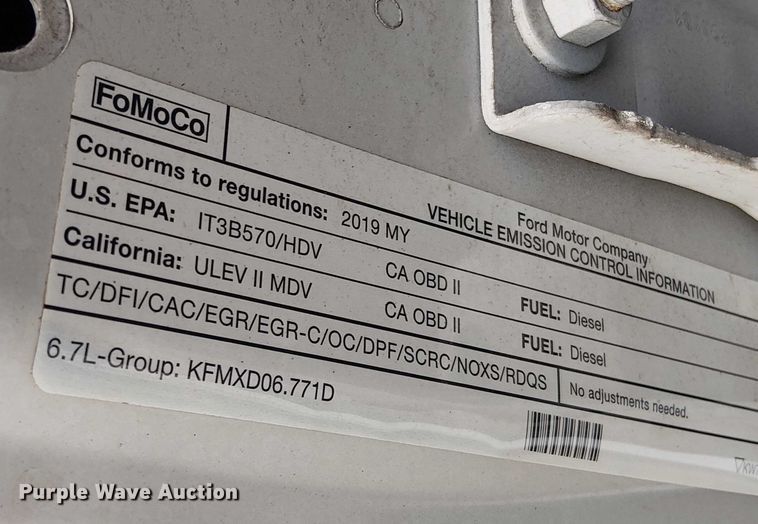 FoMoCo
Ford Motor Company
VEHICLE EMISSION CONTROL INFORMATION
Conforms to regulations: 2019 MY
U.S. EPA: IT3B570/HDV CA OBD II FUEL: Diesel
California: ULEV II MDV CA OBD II FUEL: Diesel
TC/DFI/CAC/EGR/EGR-C/OC/DPF/SCRC/NOXS/RDQS No adjustments needed.
6.7L-Group: KFMXD06.771D
Purple Wave Auction